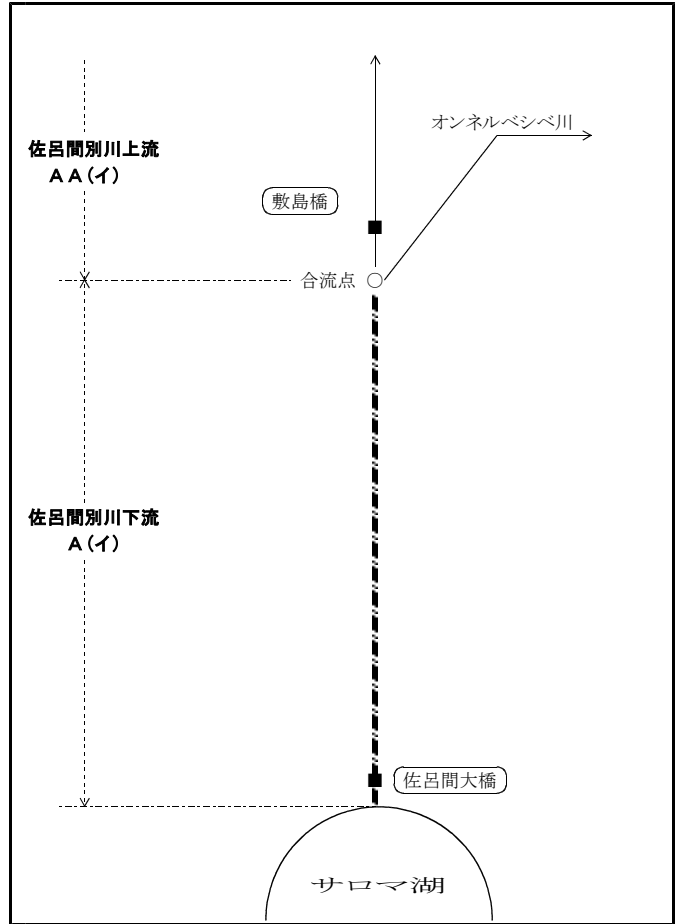 オンネルベシベ川
佐呂間別川上流
ＡＡ(イ)
敷島橋
合流点
佐呂間別川下流
Ａ(イ)
佐呂間大橋
サロマ湖